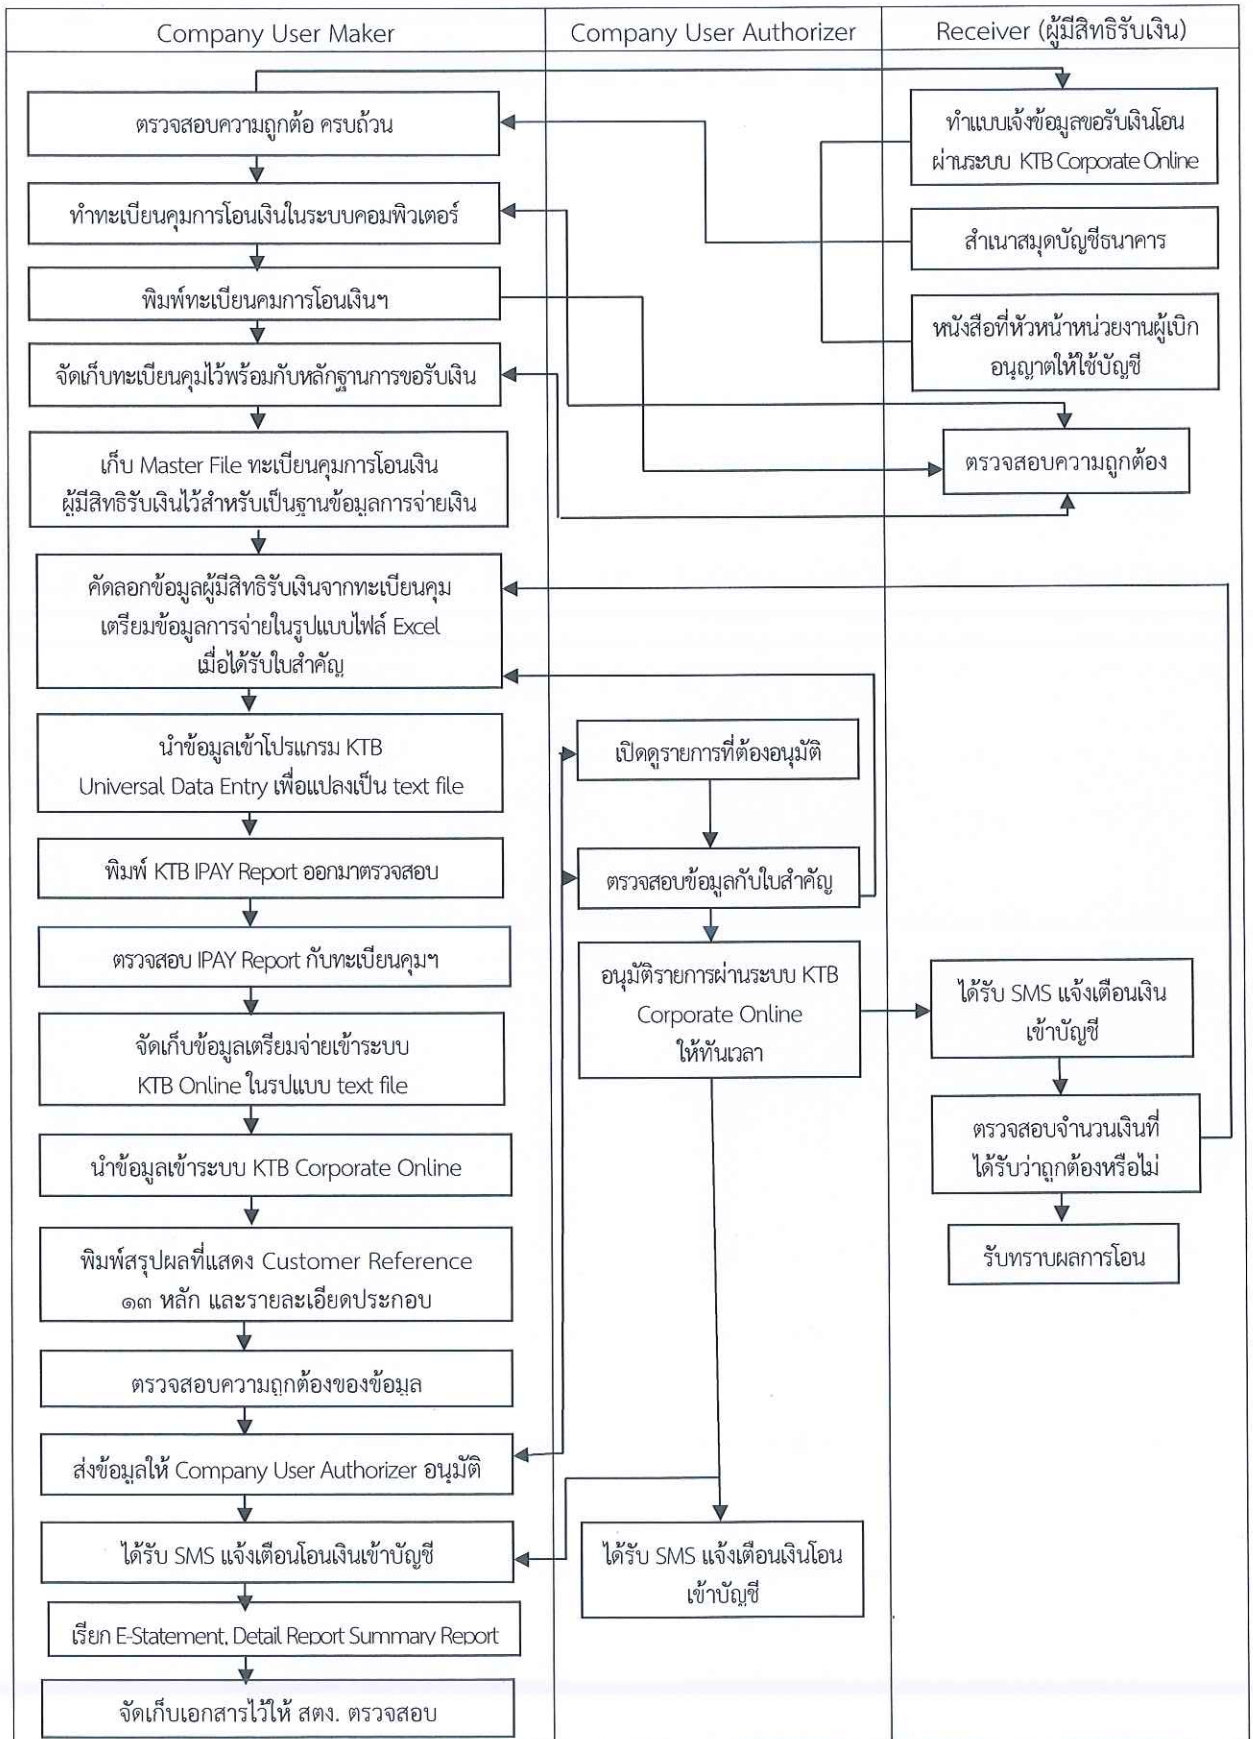 Company User Maker
Company User Authorizer
Receiver (ผู้มีสิทธิรับเงิน)
ตรวจสอบความถูกต้อ ครบถ้วน
ทำทะเบียนคุมการโอนเงินในระบบคอมพิวเตอร์
พิมพ์ทะเบียนคมการโอนเงินฯ
จัดเก็บทะเบียนคุมไว้พร้อมกับหลักฐานการขอรับเงิน
เก็บ Master File ทะเบียนคุมการโอนเงิน
ผู้มีสิทธิรับเงินไว้สำหรับเป็นฐานข้อมูลการจ่ายเงิน
คัดลอกข้อมูลผู้มีสิทธิรับเงินจากทะเบียนคุม
เตรียมข้อมูลการจ่ายในรูปแบบไฟล์ Excel
เมื่อได้รับใบสำคัญ
นำข้อมูลเข้าโปรแกรม KTB
Universal Data Entry เพื่อแปลงเป็น text file
พิมพ์ KTB IPAY Report ออกมาตรวจสอบ
ตรวจสอบ IPAY Report กับทะเบียนคุมฯ
จัดเก็บข้อมูลเตรียมจ่ายเข้าระบบ
KTB Online ในรปแบบ text file
นำข้อมูลเข้าระบบ KTB Corporate Online
พิมพ์สรุปผลที่แสดง Customer Reference
๑๓ หลัก และรายละเอียดประกอบ
ตรวจสอบความถูกต้องของข้อมูล
ส่งข้อมูลให้ Company User Authorizer อนุมัติ
ได้รับ SMS แจ้งเตือนโอนเงินเข้าบัญชี
เรียก E-Statement, Detail Report Summary Report
จัดเก็บเอกสารไว้ให้ สตง. ตรวจสอบ
เปิดดูรายการที่ต้องอนุมัติ
ตรวจสอบข้อมูลกับใบสำคัญ
อนุมัติรายการผ่านระบบ KTB
Corporate Online
ให้ทันเวลา
ได้รับ SMS แจ้งเตือนเงินโอน
เข้าบัญชี
ทำแบบเจ้งข้อมูลขอรับเงินโอน
ผ่านระบบ KTB Corporate Online
สำเนาสมุดบัญชีธนาคาร
หนังสือที่หัวหน้าหน่วยงานผู้เบิก
อนุญาตให้ใช้บัญชี
ตรวจสอบความถูกต้อง
ได้รับ SMS แจ้งเตือนเงิน
เข้าบัญชี
ตรวจสอบจำนวนเงินที่
ได้รับว่าถูกต้องหรือไม่
รับทราบผลการโอน